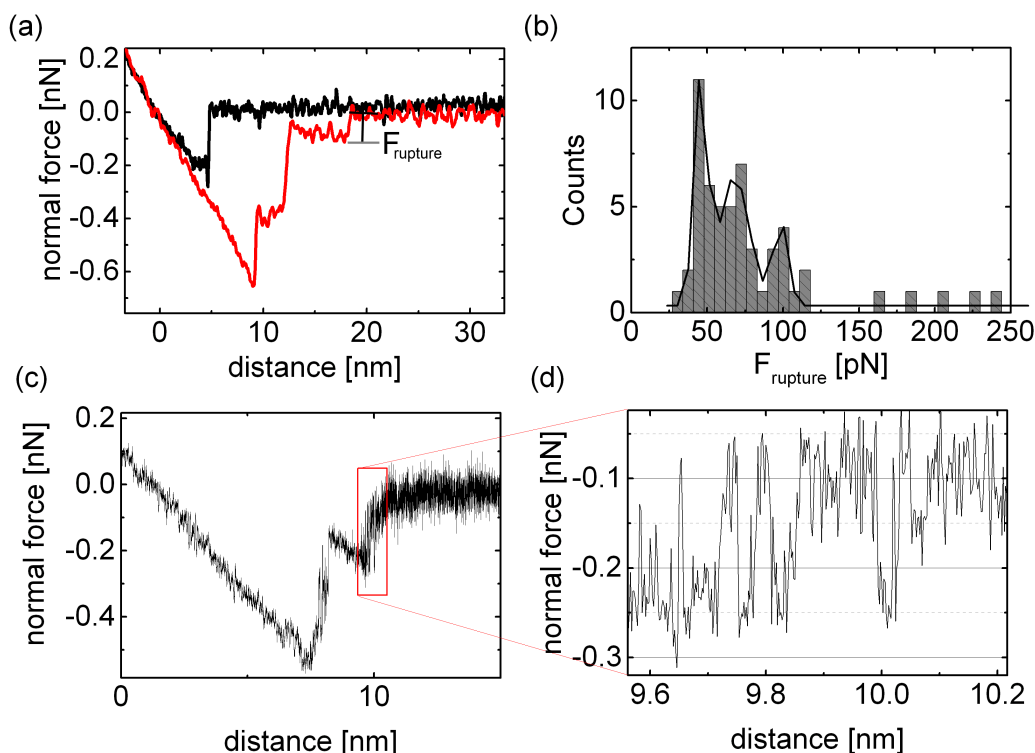 (a)
(b)
0.2
0.0
-0.2
-0.4
-0.6
normal force [nN]
F_rupture
0 10 20 30
distance [nm]
10
5
0
Counts
0 50 100 150 200 250
F_rupture [pN]
(c)
(d)
0.2
0.0
-0.2
-0.4
normal force [nN]
0 10
distance [nm]
-0.1
-0.2
-0.3
normal force [nN]
9.6 9.8 10.0 10.2
distance [nm]